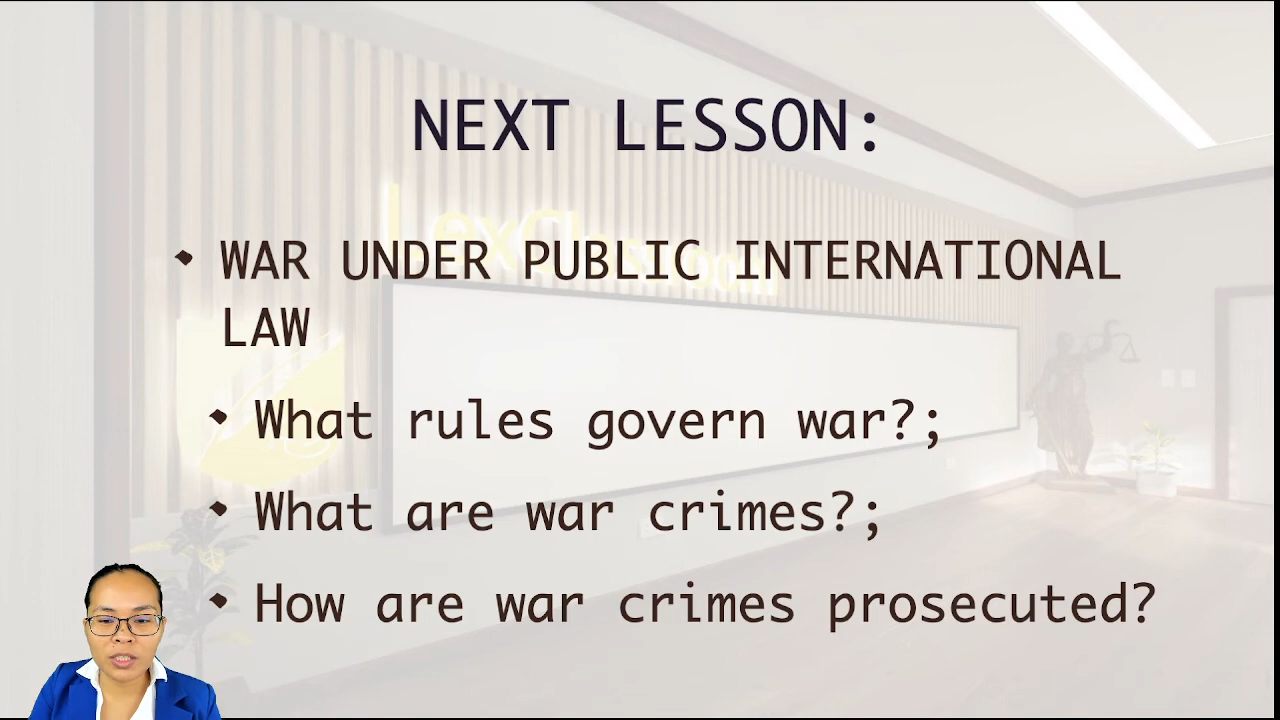 NEXT LESSON:
LexClassroom
• WAR UNDER PUBLIC INTERNATIONAL
LAW
• What rules govern war?;
• What are war crimes?;
• How are war crimes prosecuted?